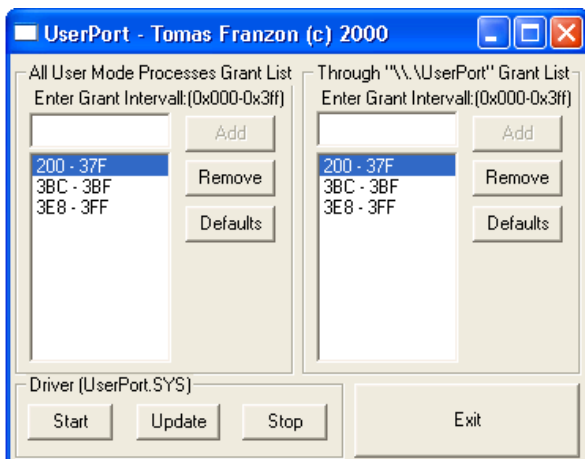 UserPort - Tomas Franzon (c) 2000
All User Mode Processes Grant List
Enter Grant Intervall:(0x000-0x3ff)
Add
200 - 37F
3BC - 3BF
3E8 - 3FF
Remove
Defaults
Through "\\.\UserPort" Grant List
Enter Grant Intervall:(0x000-0x3ff)
Add
200 - 37F
3BC - 3BF
3E8 - 3FF
Remove
Defaults
Driver (UserPort.SYS)
Start
Update
Stop
Exit